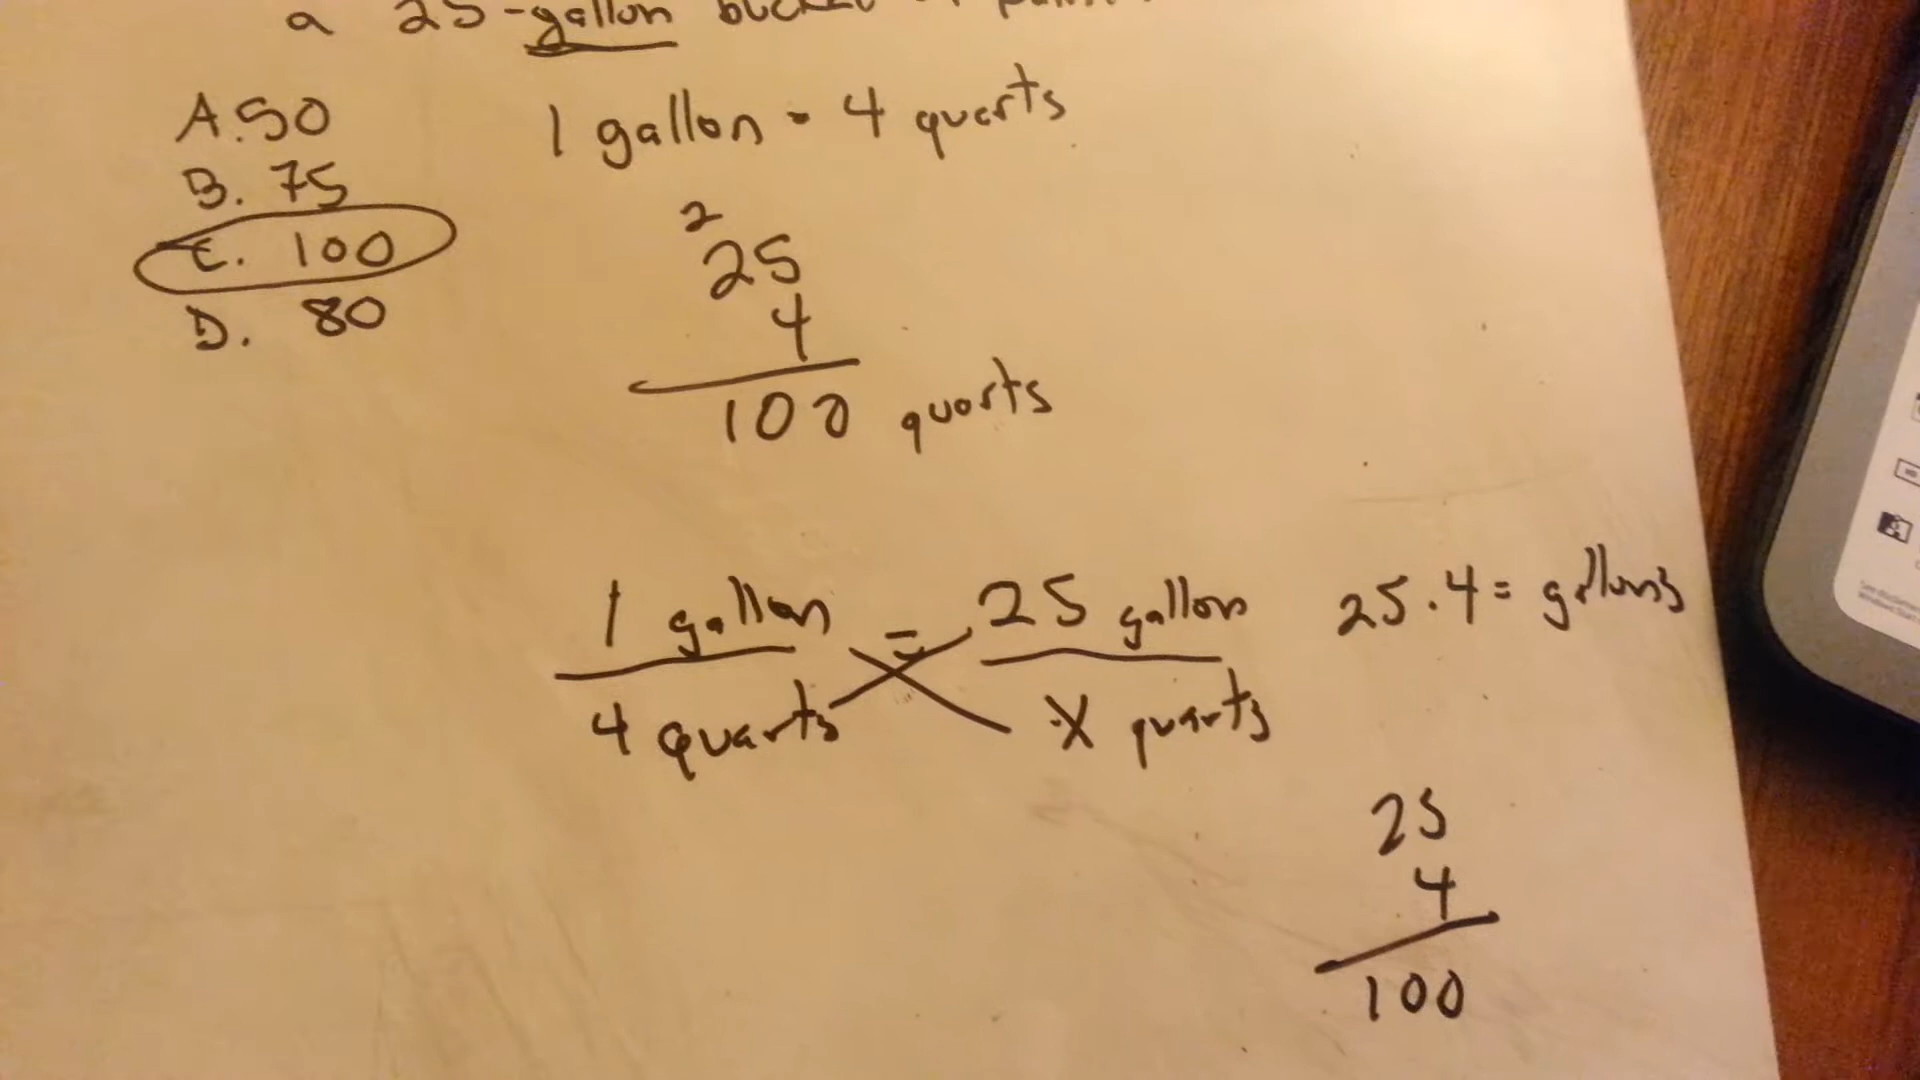 a 25-gallon bucket
A. 50
B. 75
C. 100
D. 80
1 gallon = 4 quarts
2
25
4
100 quarts
1 gallon = 25 gallon
4 quarts X quarts
25 . 4 = gallons
25
4
100